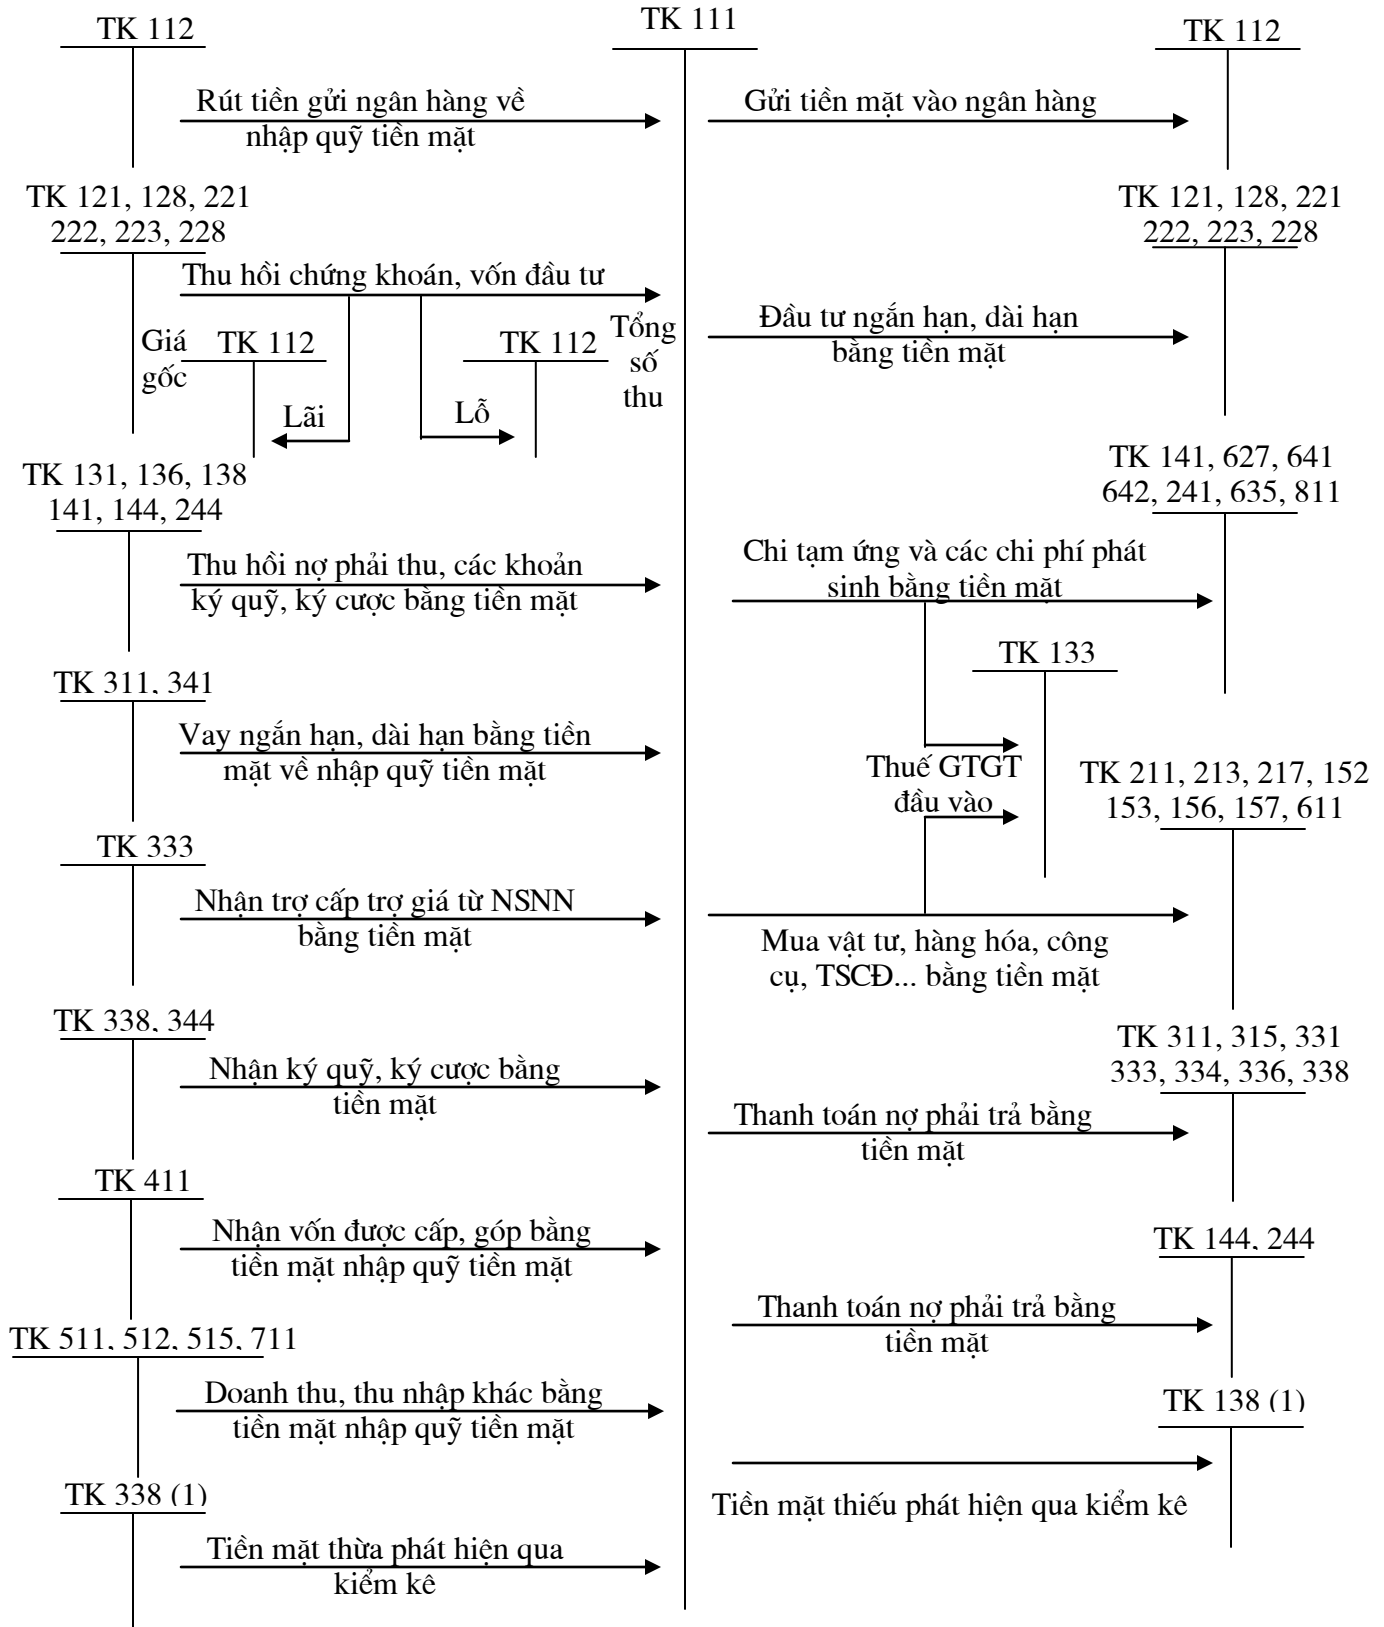 TK 112
TK 111
TK 112
Rút tiền gửi ngân hàng về
nhập quỹ tiền mặt
Gửi tiền mặt vào ngân hàng
TK 121, 128, 221
222, 223, 228
TK 121, 128, 221
222, 223, 228
Thu hồi chứng khoán, vốn đầu tư
Giá
gốc
TK 112
TK 112
Tổng
số
thu
Lãi
Lỗ
Đầu tư ngắn hạn, dài hạn
bằng tiền mặt
TK 131, 136, 138
141, 144, 244
TK 141, 627, 641
642, 241, 635, 811
Thu hồi nợ phải thu, các khoản
ký quỹ, ký cược bằng tiền mặt
Chi tạm ứng và các chi phí phát
sinh bằng tiền mặt
TK 133
TK 311, 341
Vay ngắn hạn, dài hạn bằng tiền
mặt về nhập quỹ tiền mặt
Thuế GTGT
đầu vào
TK 211, 213, 217, 152
153, 156, 157, 611
TK 333
Nhận trợ cấp trợ giá từ NSNN
bằng tiền mặt
Mua vật tư, hàng hóa, công
cụ, TSCĐ... bằng tiền mặt
TK 338, 344
Nhận ký quỹ, ký cược bằng
tiền mặt
TK 311, 315, 331
333, 334, 336, 338
Thanh toán nợ phải trả bằng
tiền mặt
TK 411
Nhận vốn được cấp, góp bằng
tiền mặt nhập quỹ tiền mặt
TK 144, 244
Thanh toán nợ phải trả bằng
tiền mặt
TK 511, 512, 515, 711
Doanh thu, thu nhập khác bằng
tiền mặt nhập quỹ tiền mặt
TK 138 (1)
Tiền mặt thiếu phát hiện qua kiểm kê
TK 338 (1)
Tiền mặt thừa phát hiện qua
kiểm kê